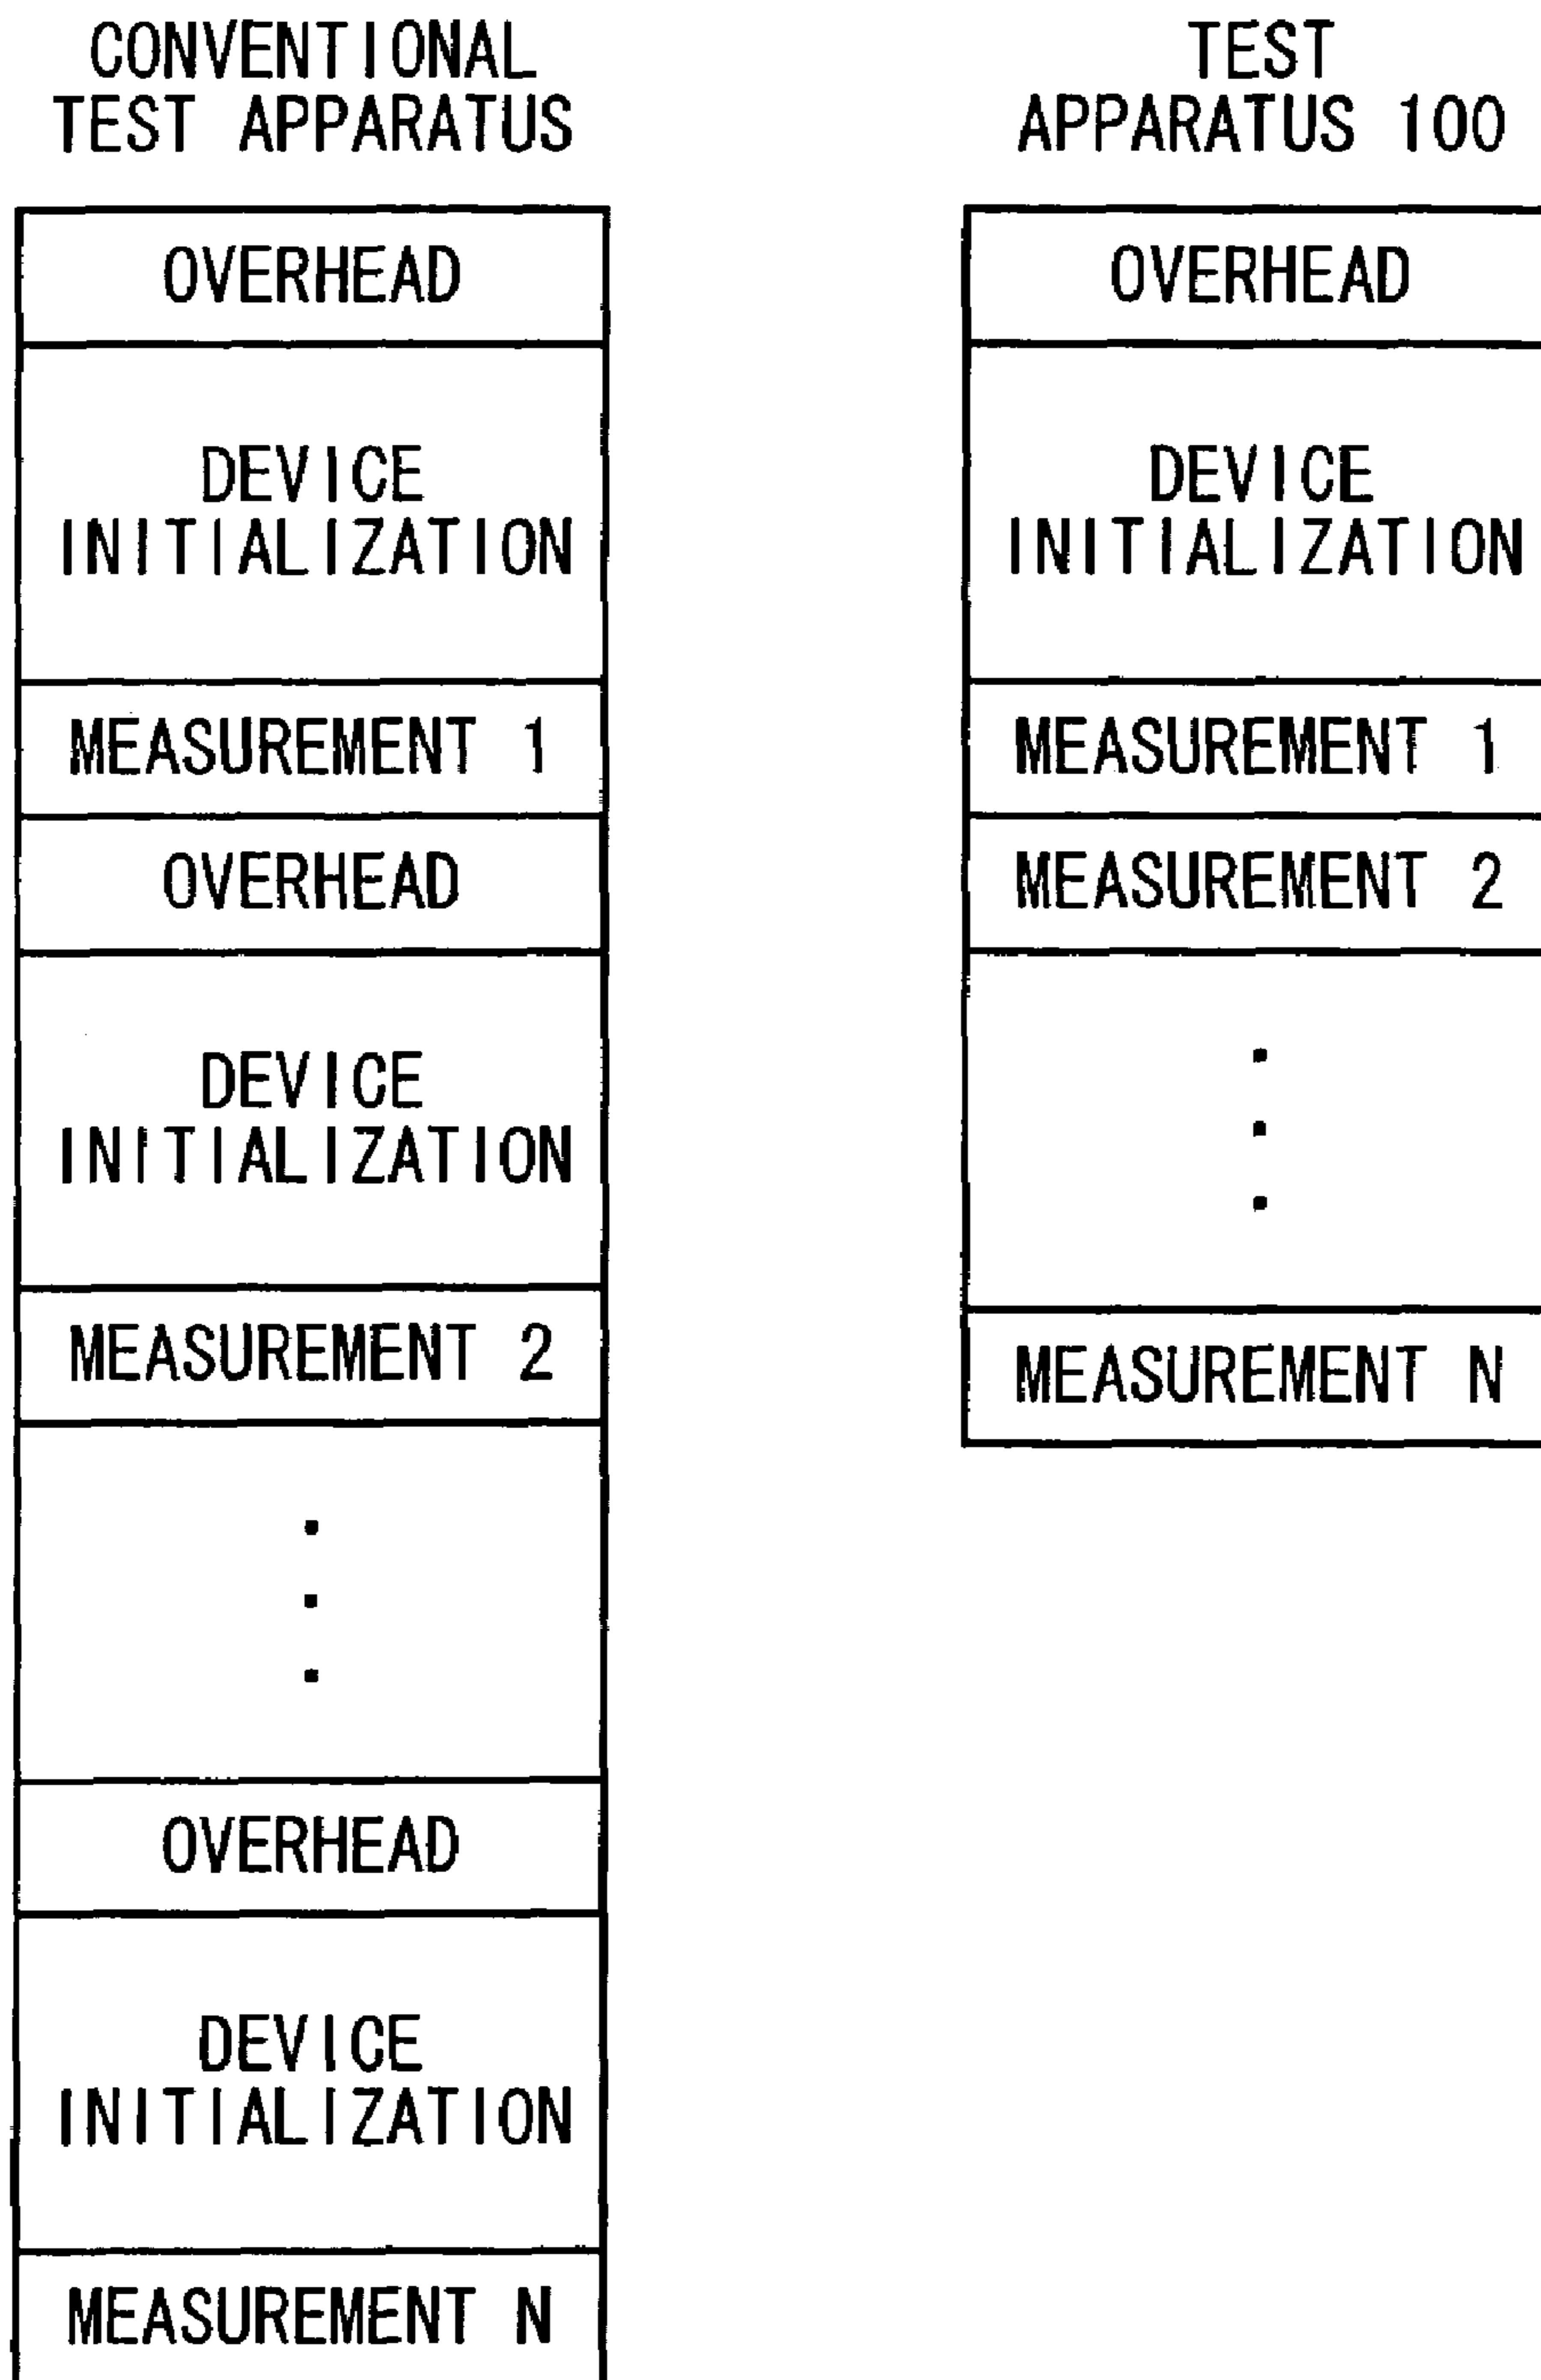 CONVENTIONAL
TEST APPARATUS
OVERHEAD
DEVICE
INITIALIZATION
MEASUREMENT 1
OVERHEAD
DEVICE
INITIALIZATION
MEASUREMENT 2
OVERHEAD
DEVICE
INITIALIZATION
MEASUREMENT N
TEST
APPARATUS 100
OVERHEAD
DEVICE
INITIALIZATION
MEASUREMENT 1
MEASUREMENT 2
MEASUREMENT N